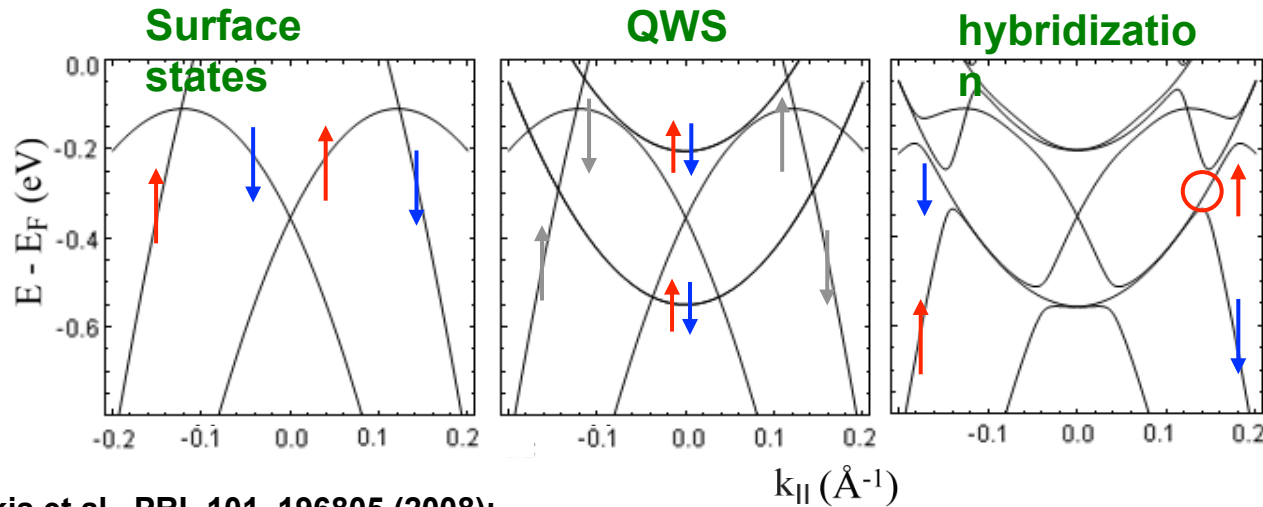 Surface
states
QWS
hybridizatio
n
0.0
-0.2
-0.4
-0.6
E - E_F (eV)
-0.2 -0.1 0.0 0.1 0.2
-0.1 0.0 0.1 0.2
-0.1 0.0 0.1 0.2
k_|| (Å⁻¹)
et al., PRL 101, 196805 (2008);